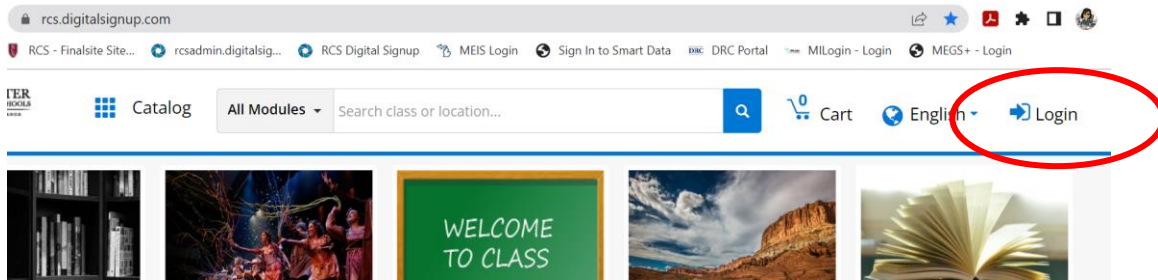 rcs.digitalsignup.com
RCS - Finalsite Site... rcsadmin.digitalsig... RCS Digital Signup MEIS Login Sign In to Smart Data DRC DRC Portal MILogin - Login MEGS+ - Login
TER
Catalog All Modules Search class or location... 0 Cart English Login
WELCOME
TO CLASS